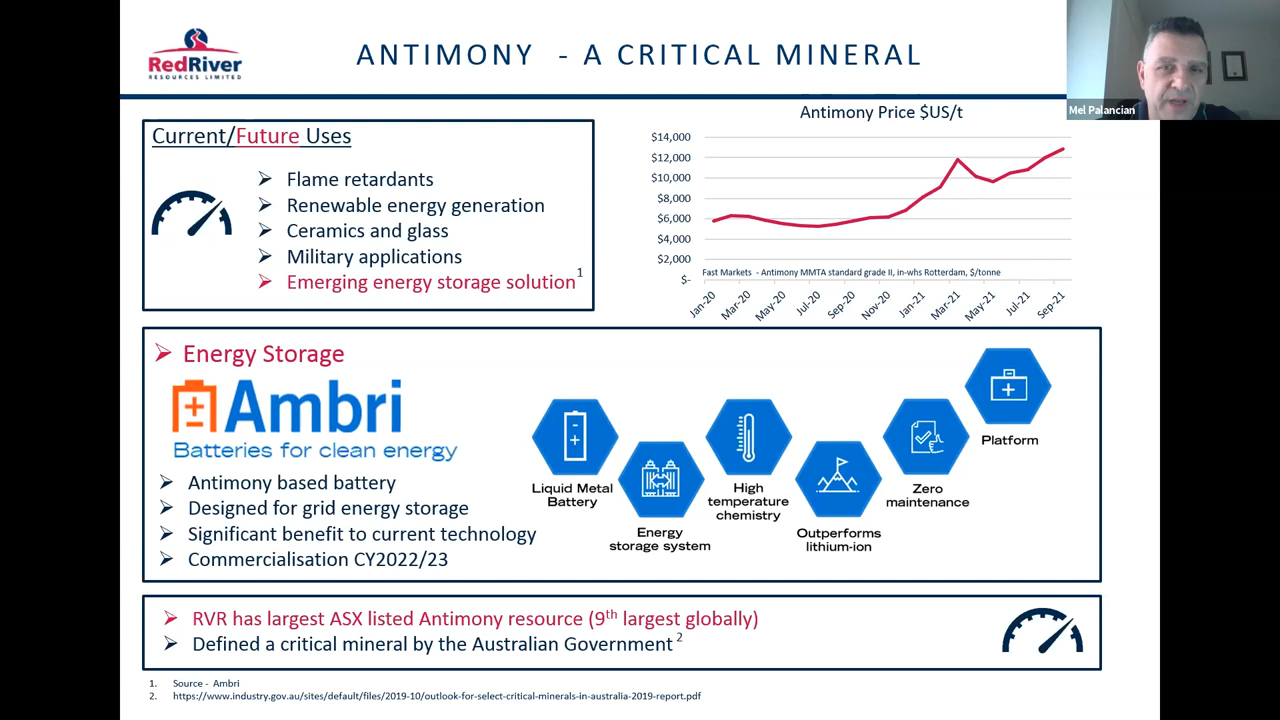 RedRiver
RESOURCES LIMITED
ANTIMONY - A CRITICAL MINERAL
Mel Palancian
Current/Future Uses
Flame retardants
Renewable energy generation
Ceramics and glass
Military applications
Emerging energy storage solution1
Antimony Price $US/t
$14,000
$12,000
$10,000
$8,000
$6,000
$4,000
$2,000
$-
Fast Markets - Antimony MMTA standard grade II, in-whs Rotterdam, $/tonne
Jan-20
Mar-20
May-20
Jul-20
Sep-20
Nov-20
Jan-21
Mar-21
May-21
Jul-21
Sep-21
Energy Storage
Ambri
Batteries for clean energy
Antimony based battery
Designed for grid energy storage
Significant benefit to current technology
Commercialisation CY2022/23
Liquid Metal
Battery
Energy
storage system
High
temperature
chemistry
Outperforms
lithium-ion
Zero
maintenance
Platform
RVR has largest ASX listed Antimony resource (9th largest globally)
Defined a critical mineral by the Australian Government2
1. Source - Ambri
2. https://www.industry.gov.au/sites/default/files/2019-10/outlook-for-select-critical-minerals-in-australia-2019-report.pdf